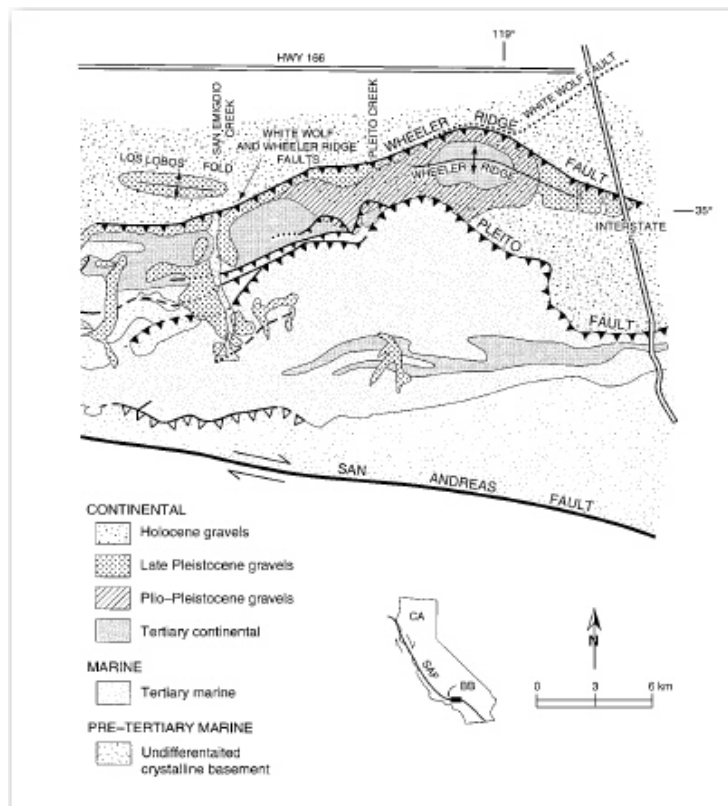 119°
HWY 166
WHITE WOLF FAULT
SAN EMIGDIO
CREEK
PLEITO CREEK
WHEELER RIDGE FAULT
WHITE WOLF
AND WHEELER RIDGE
FAULTS
LOS LOBOS FOLD
WHEELER RIDGE
35°
INTERSTATE
PLEITO FAULT
SAN ANDREAS FAULT
CONTINENTAL
Holocene gravels
Late Pleistocene gravels
Plio-Pleistocene gravels
Tertiary continental
MARINE
Tertiary marine
PRE-TERTIARY MARINE
Undifferentaited
crystalline basement
CA
SAF
BB
N
0 3 6 km